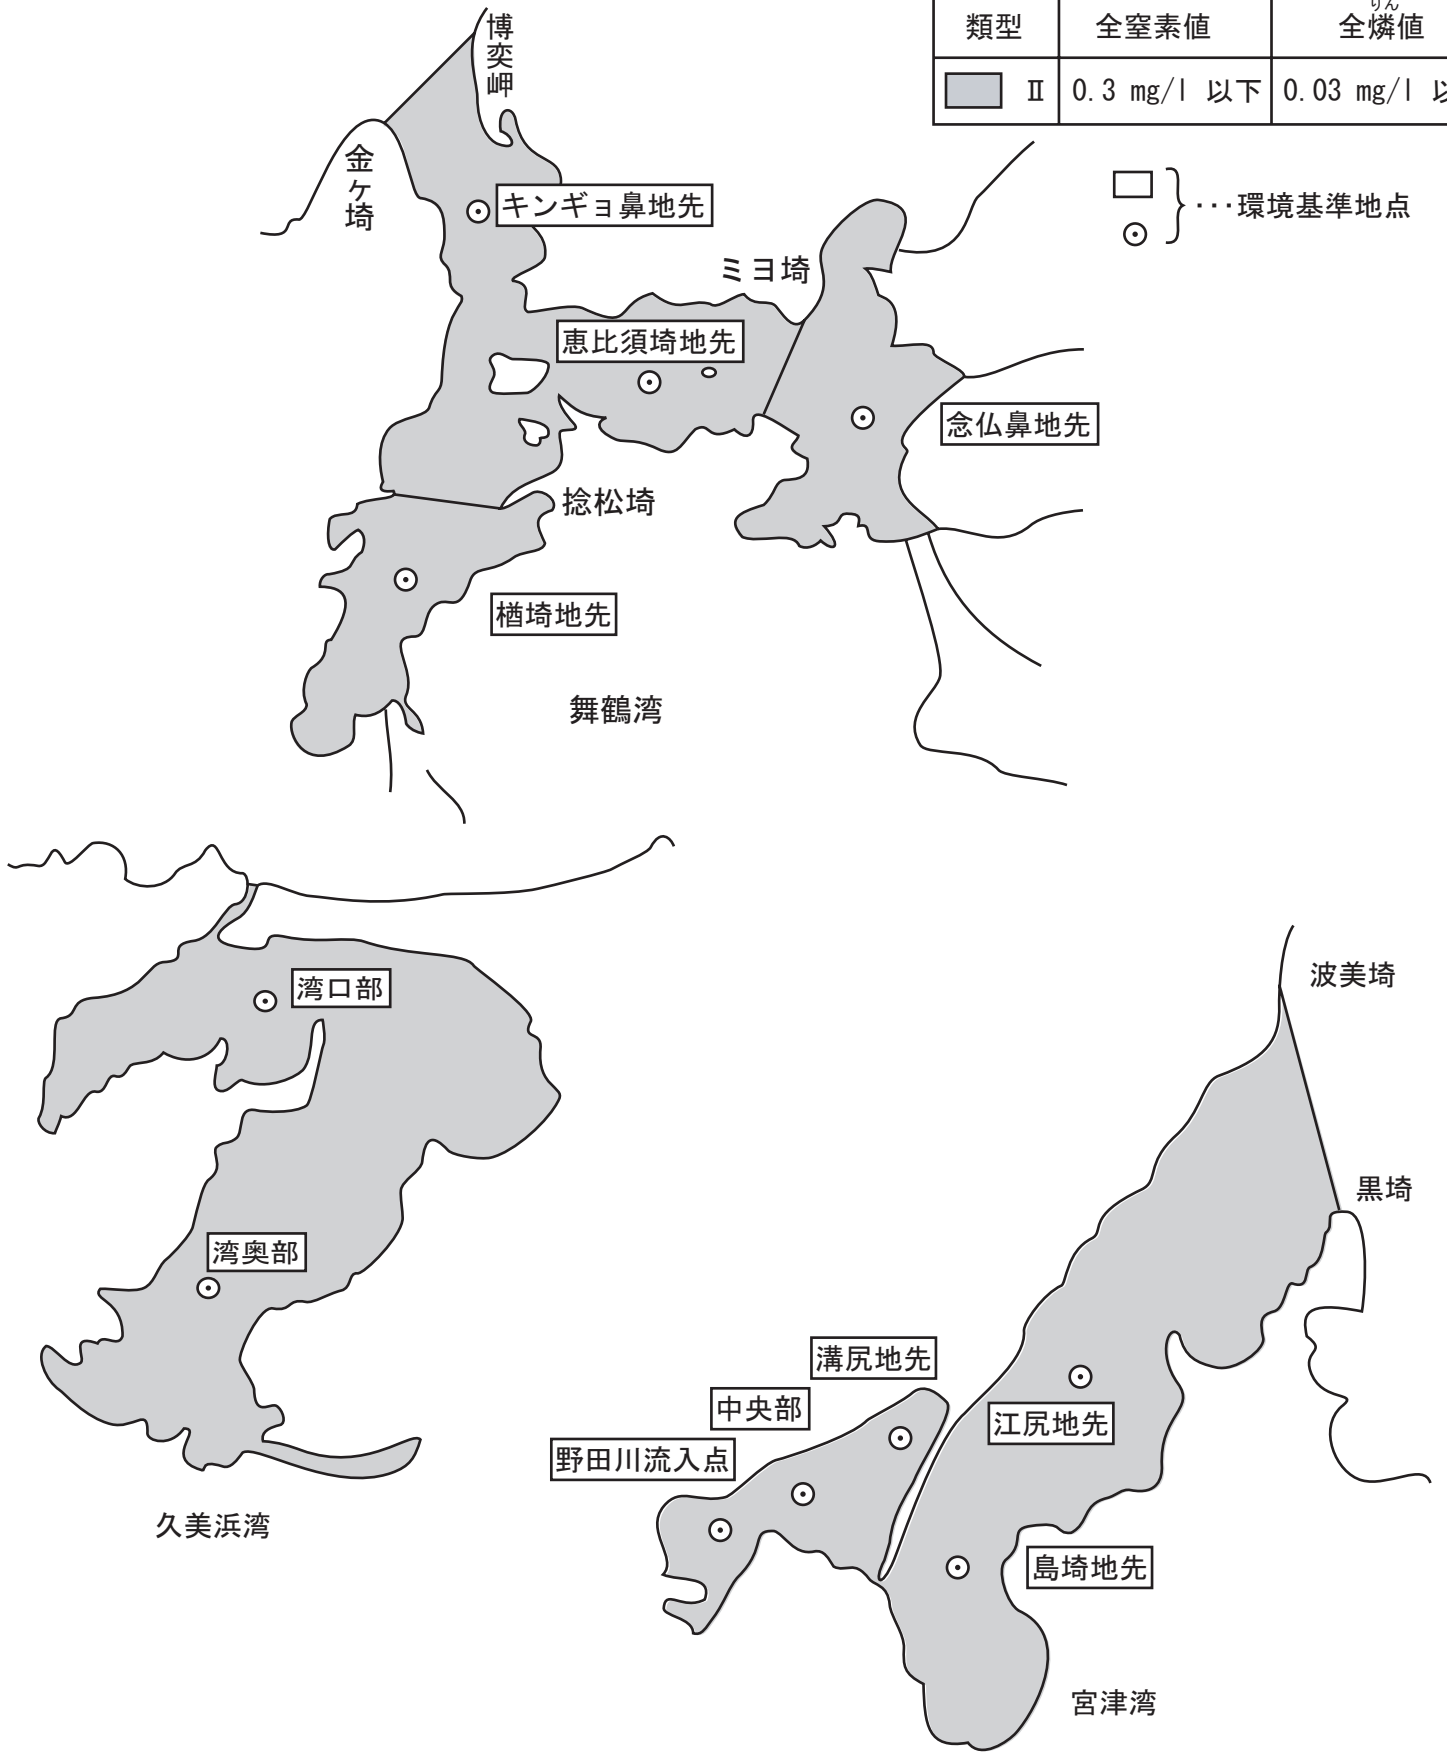 りん
類型 全窒素値 全燐値
Ⅱ 0.3 mg/l 以下 0.03 mg/l 以
…環境基準地点
博奕岬
金ヶ埼
キンギョ鼻地先
ミヨ埼
恵比須埼地先
念仏鼻地先
捻松埼
楢埼地先
舞鶴湾
湾口部
湾奥部
久美浜湾
波美埼
黒埼
溝尻地先
中央部
江尻地先
野田川流入点
島埼地先
宮津湾